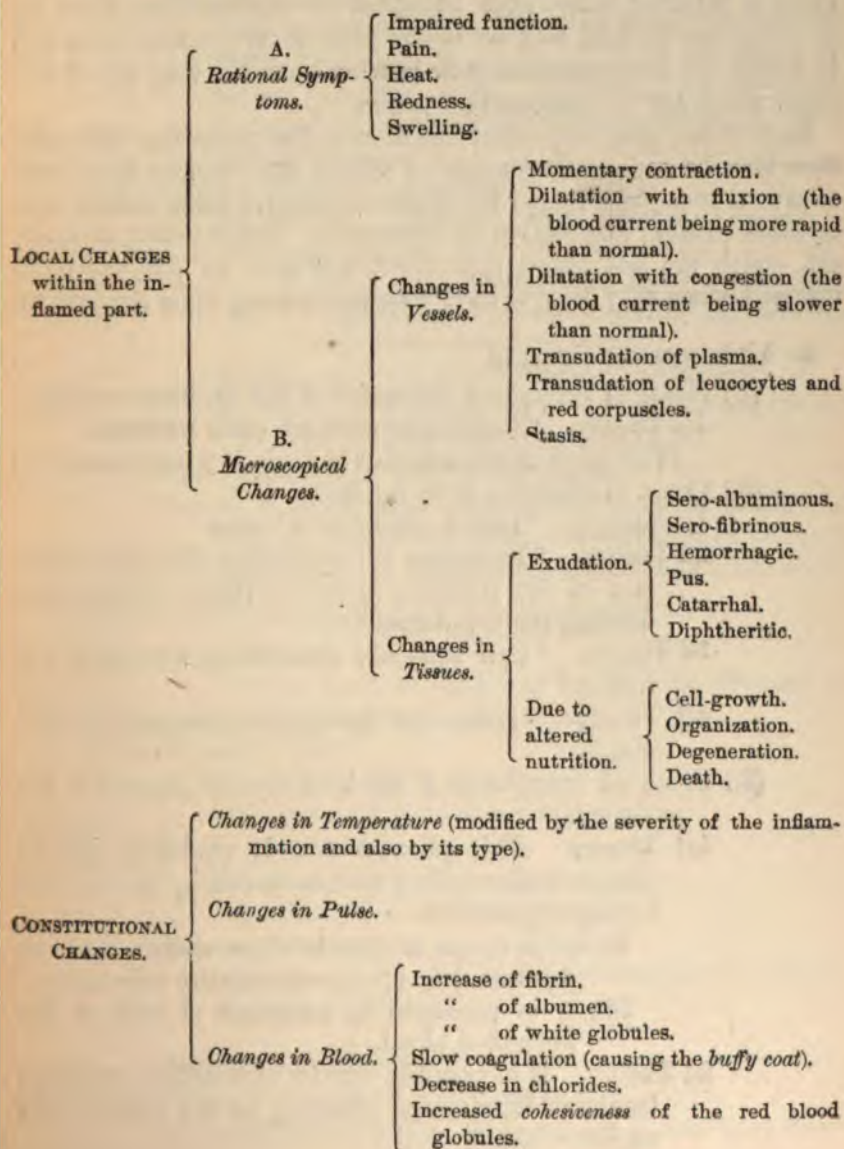 LOCAL CHANGES
within the in-
flamed part.
A.
Rational Symp-
toms.
Impaired function.
Pain.
Heat.
Redness.
Swelling.
B.
Microscopical
Changes.
Changes in
Vessels.
Momentary contraction.
Dilatation with fluxion (the
blood current being more rapid
than normal).
Dilatation with congestion (the
blood current being slower
than normal).
Transudation of plasma.
Transudation of leucocytes and
red corpuscles.
Stasis.
Changes in
Tissues.
Exudation.
Sero-albuminous.
Sero-fibrinous.
Hemorrhagic.
Pus.
Catarrhal.
Diphtheritic.
Due to
altered
nutrition.
Cell-growth.
Organization.
Degeneration.
Death.
CONSTITUTIONAL
CHANGES.
Changes in Temperature (modified by the severity of the inflam-
mation and also by its type).
Changes in Pulse.
Changes in Blood.
Increase of fibrin.
“ of albumen.
“ of white globules.
Slow coagulation (causing the buffy coat).
Decrease in chlorides.
Increased cohesiveness of the red blood
globules.